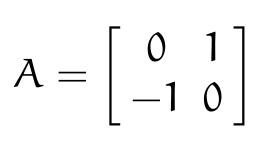 A = [ 0 1
−1 0 ]